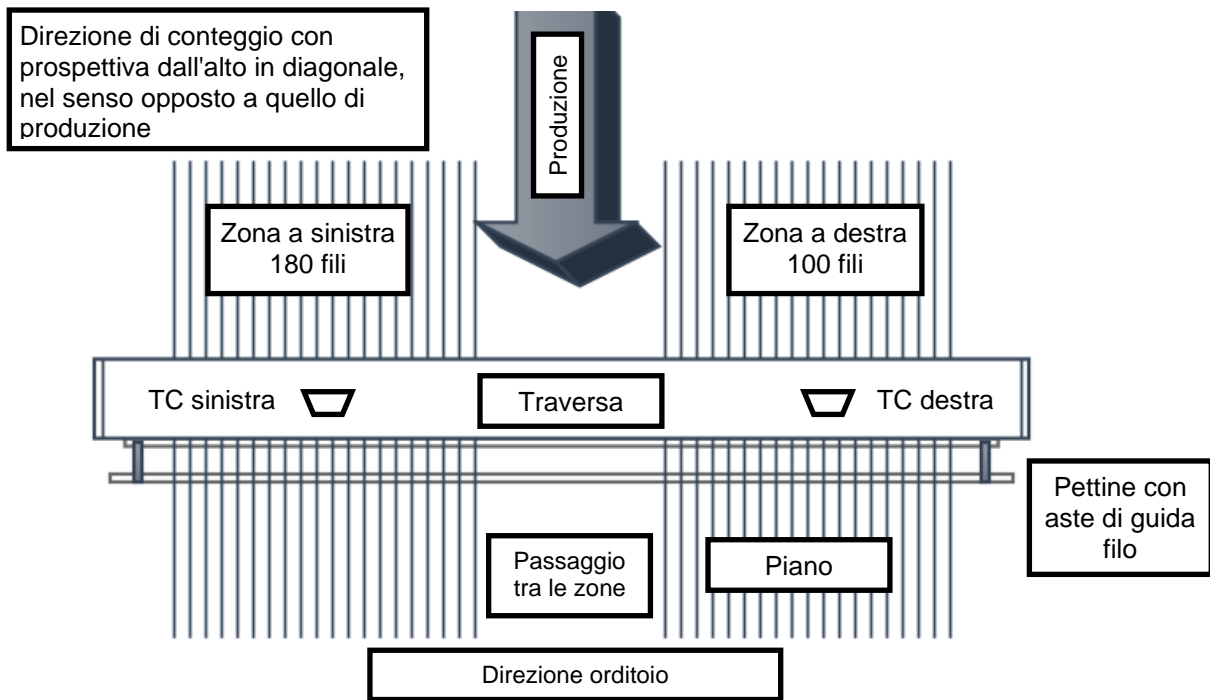 Direzione di conteggio con
prospettiva dall'alto in diagonale,
nel senso opposto a quello di
produzione
Produzione
Zona a sinistra
180 fili
Zona a destra
100 fili
TC sinistra
Traversa
TC destra
Pettine con
aste di guida
filo
Passaggio
tra le zone
Piano
Direzione orditoio